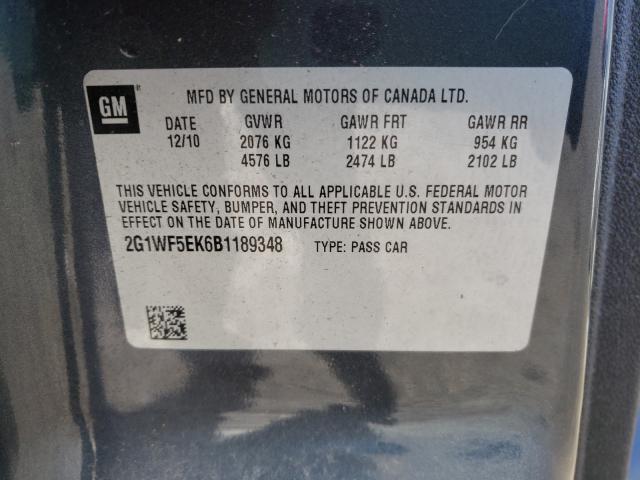 GM
MFD BY GENERAL MOTORS OF CANADA LTD.
DATE GVWR GAWR FRT GAWR RR
12/10 2076 KG 1122 KG 954 KG
4576 LB 2474 LB 2102 LB
THIS VEHICLE CONFORMS TO ALL APPLICABLE U.S. FEDERAL MOTOR
VEHICLE SAFETY, BUMPER, AND THEFT PREVENTION STANDARDS IN
EFFECT ON THE DATE OF MANUFACTURE SHOWN ABOVE.
2G1WF5EK6B1189348 TYPE: PASS CAR